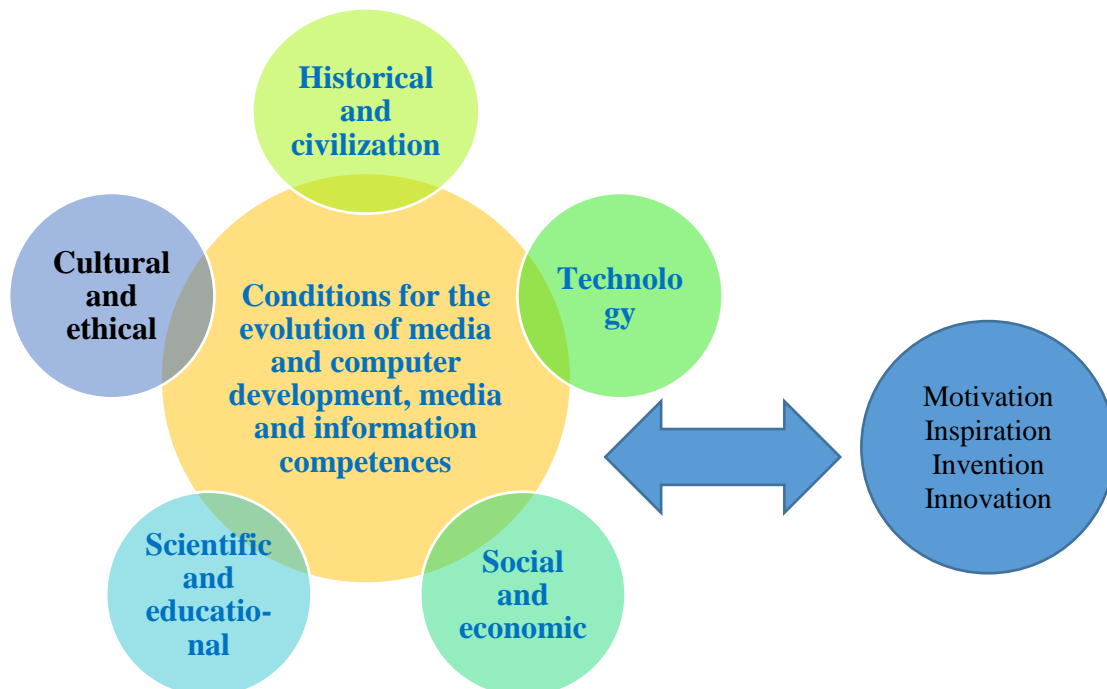 Historical
and
civilization
Cultural
and
ethical
Conditions for the
evolution of media
and computer
development, media
and information
competences
Technolo
gy
Motivation
Inspiration
Invention
Innovation
Scientific
and
educatio-
nal
Social
and
economic